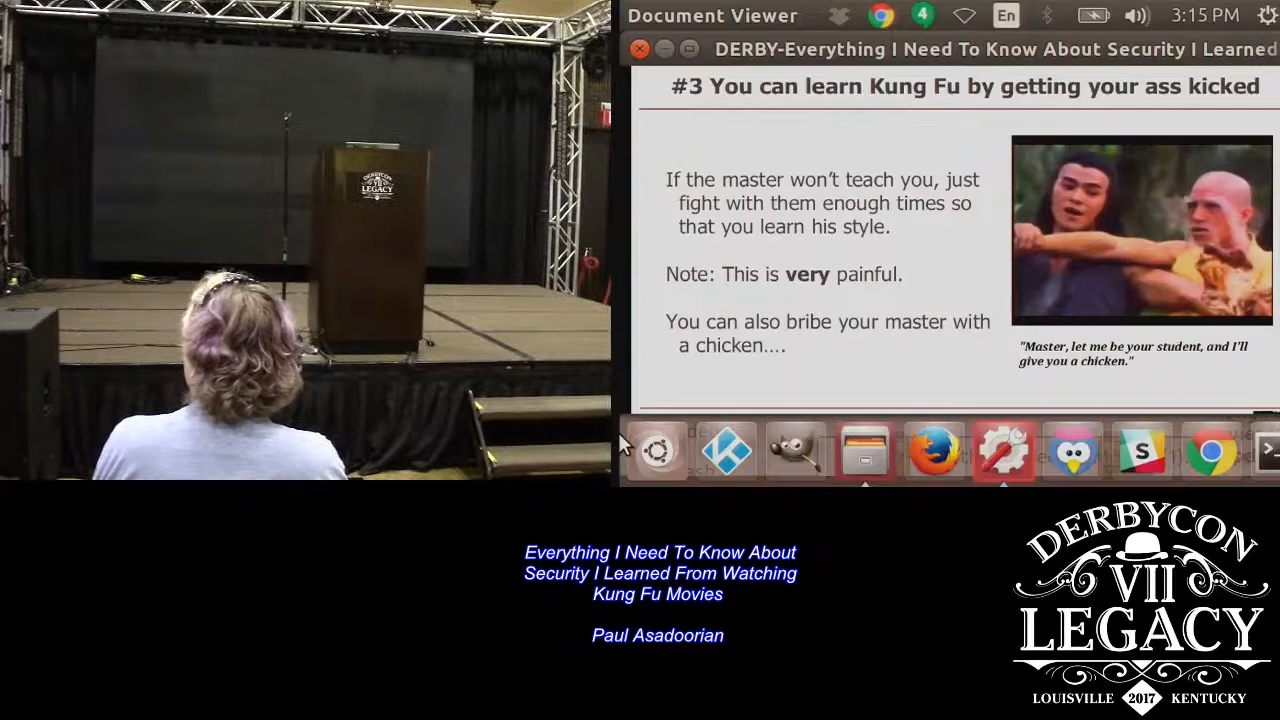 DERBYCON
VII
LEGACY
Document Viewer
4
En
3:15 PM
DERBY-Everything I Need To Know About Security I Learned
#3 You can learn Kung Fu by getting your ass kicked
If the master won’t teach you, just
fight with them enough times so
that you learn his style.
Note: This is very painful.
You can also bribe your master with
a chicken….
"Master, let me be your student, and I'll
give you a chicken."
S
>_
Everything I Need To Know About
Security I Learned From Watching
Kung Fu Movies
Paul Asadoorian
DERBYCON
VII
LEGACY
LOUISVILLE 2017 KENTUCKY